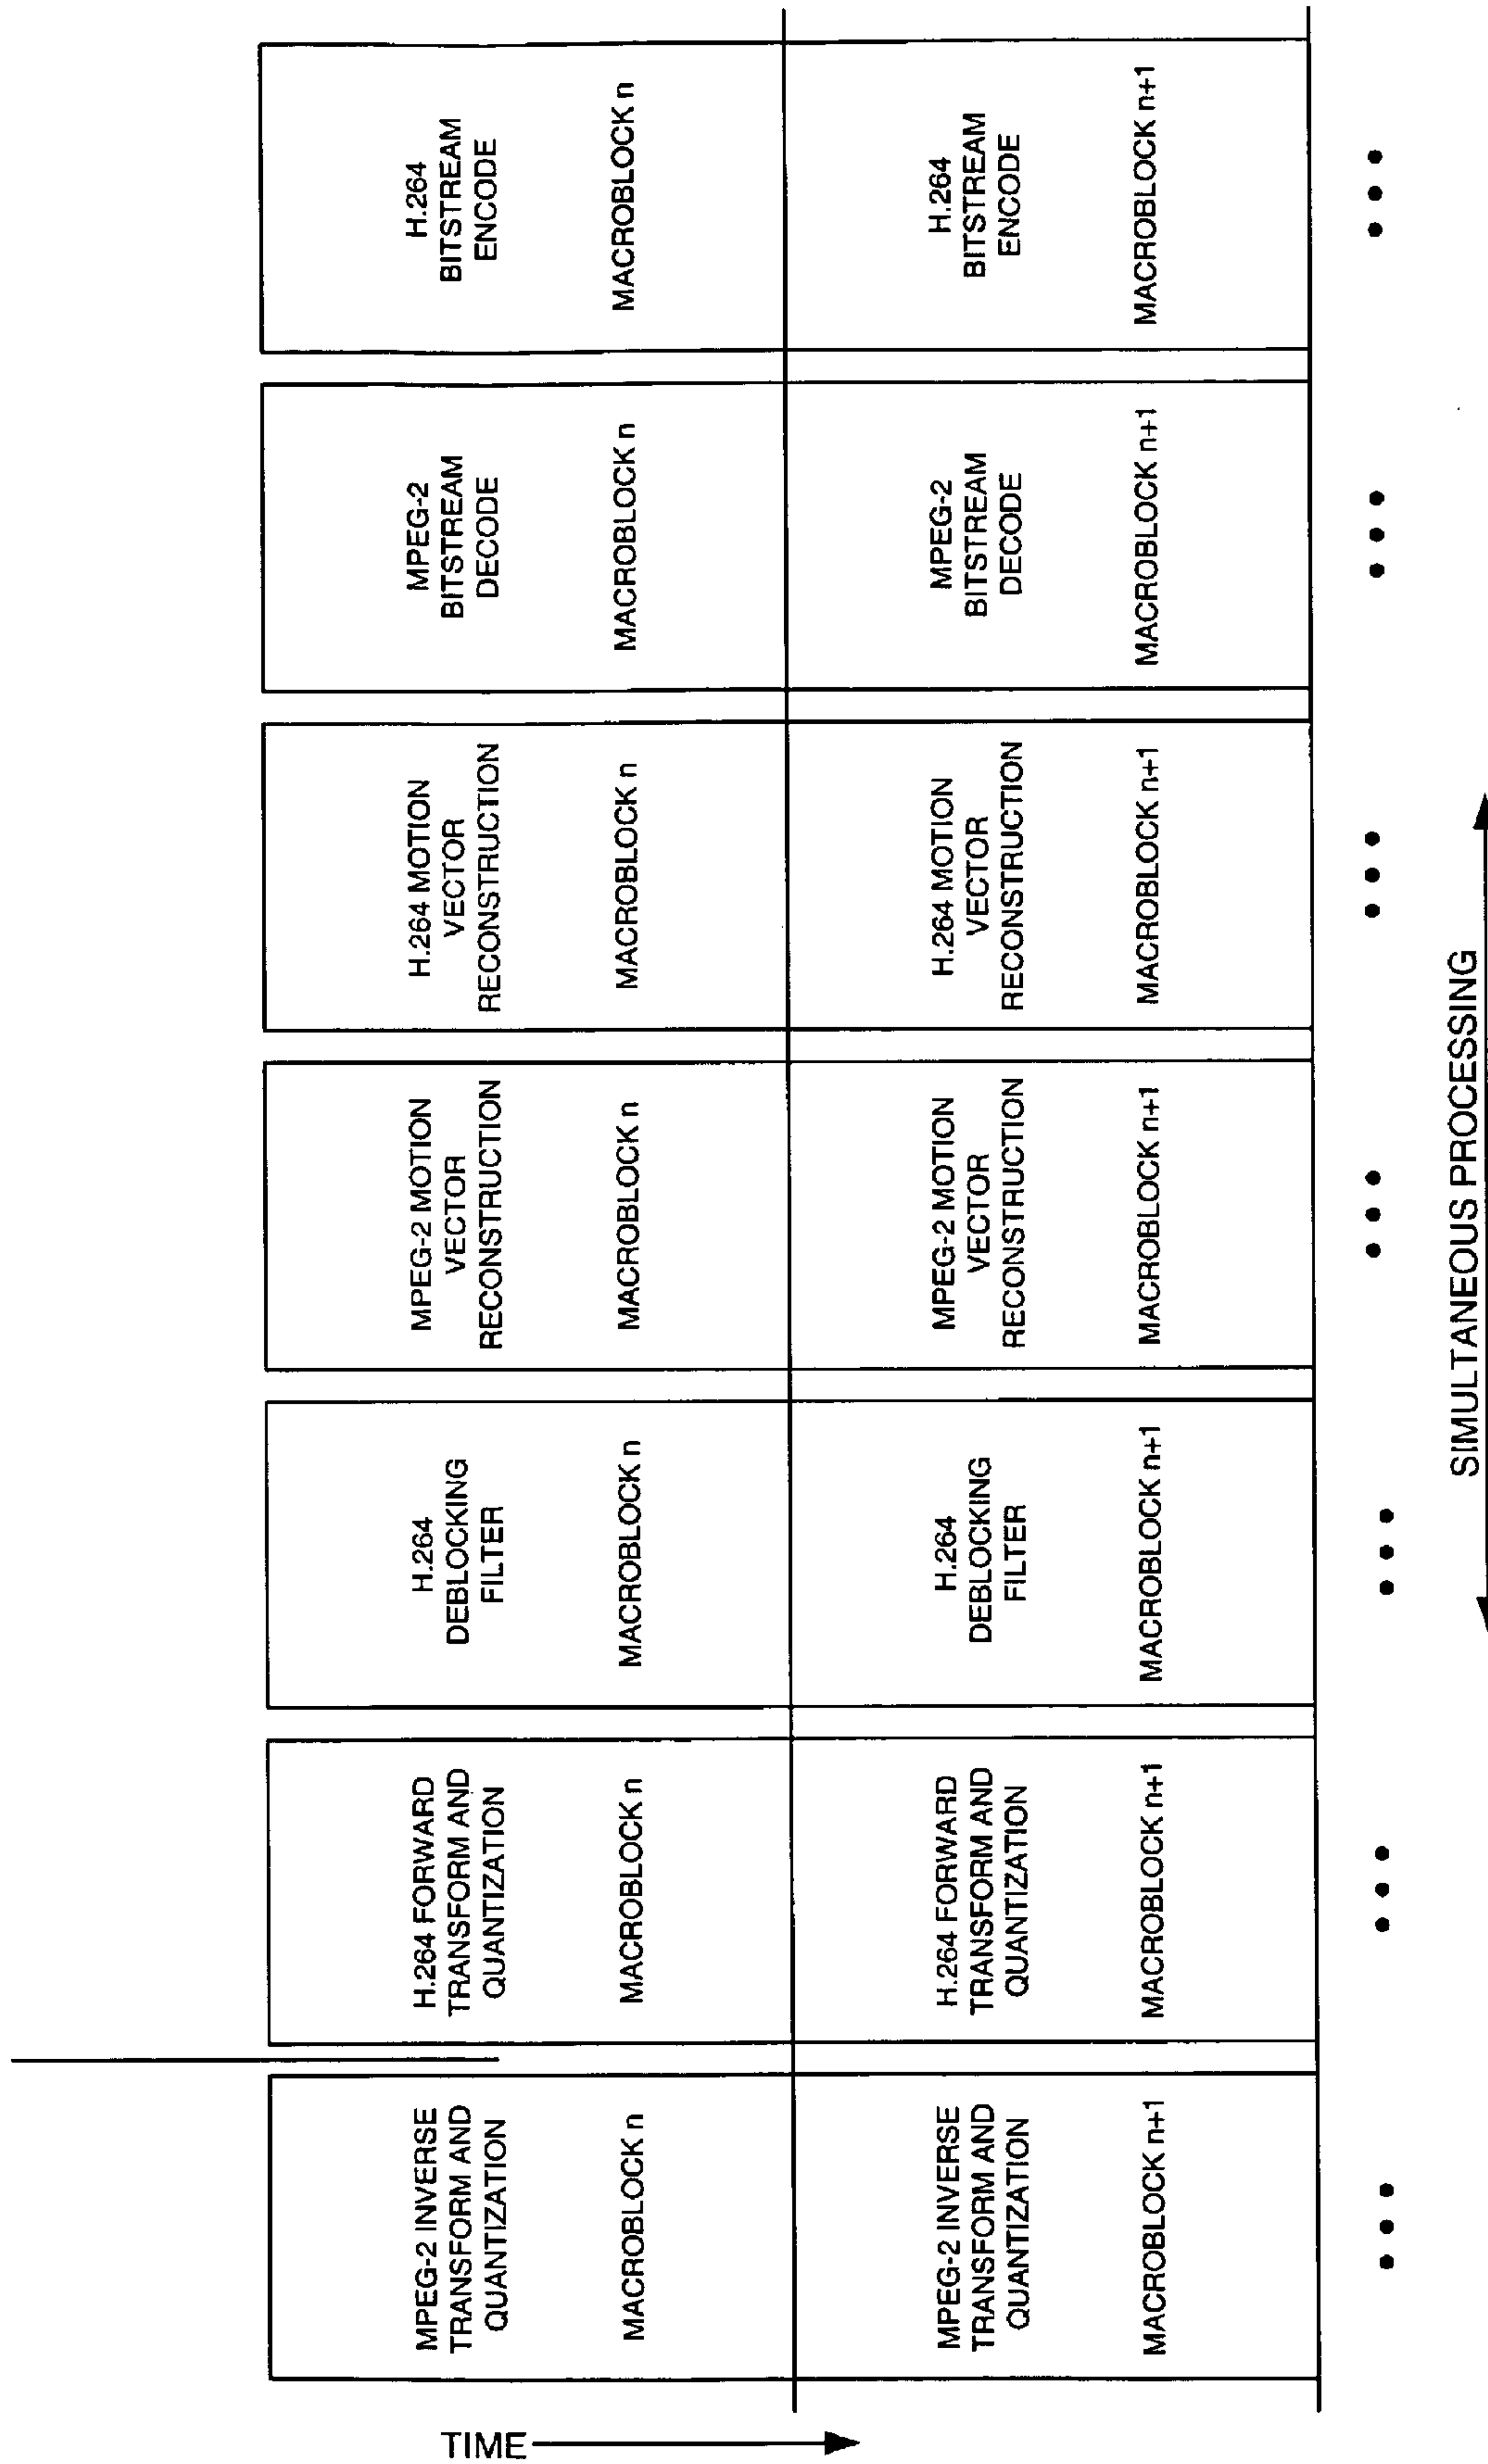 TIME
MPEG-2 INVERSE
TRANSFORM AND
QUANTIZATION
MACROBLOCK n
H.264 FORWARD
TRANSFORM AND
QUANTIZATION
MACROBLOCK n
H.264
DEBLOCKING
FILTER
MACROBLOCK n
MPEG-2 MOTION
VECTOR
RECONSTRUCTION
MACROBLOCK n
H.264 MOTION
VECTOR
RECONSTRUCTION
MACROBLOCK n
MPEG-2
BITSTREAM
DECODE
MACROBLOCK n
H.264
BITSTREAM
ENCODE
MACROBLOCK n
MPEG-2 INVERSE
TRANSFORM AND
QUANTIZATION
MACROBLOCK n+1
H.264 FORWARD
TRANSFORM AND
QUANTIZATION
MACROBLOCK n+1
H.264
DEBLOCKING
FILTER
MACROBLOCK n+1
MPEG-2 MOTION
VECTOR
RECONSTRUCTION
MACROBLOCK n+1
H.264 MOTION
VECTOR
RECONSTRUCTION
MACROBLOCK n+1
MPEG-2
BITSTREAM
DECODE
MACROBLOCK n+1
H.264
BITSTREAM
ENCODE
MACROBLOCK n+1
SIMULTANEOUS PROCESSING